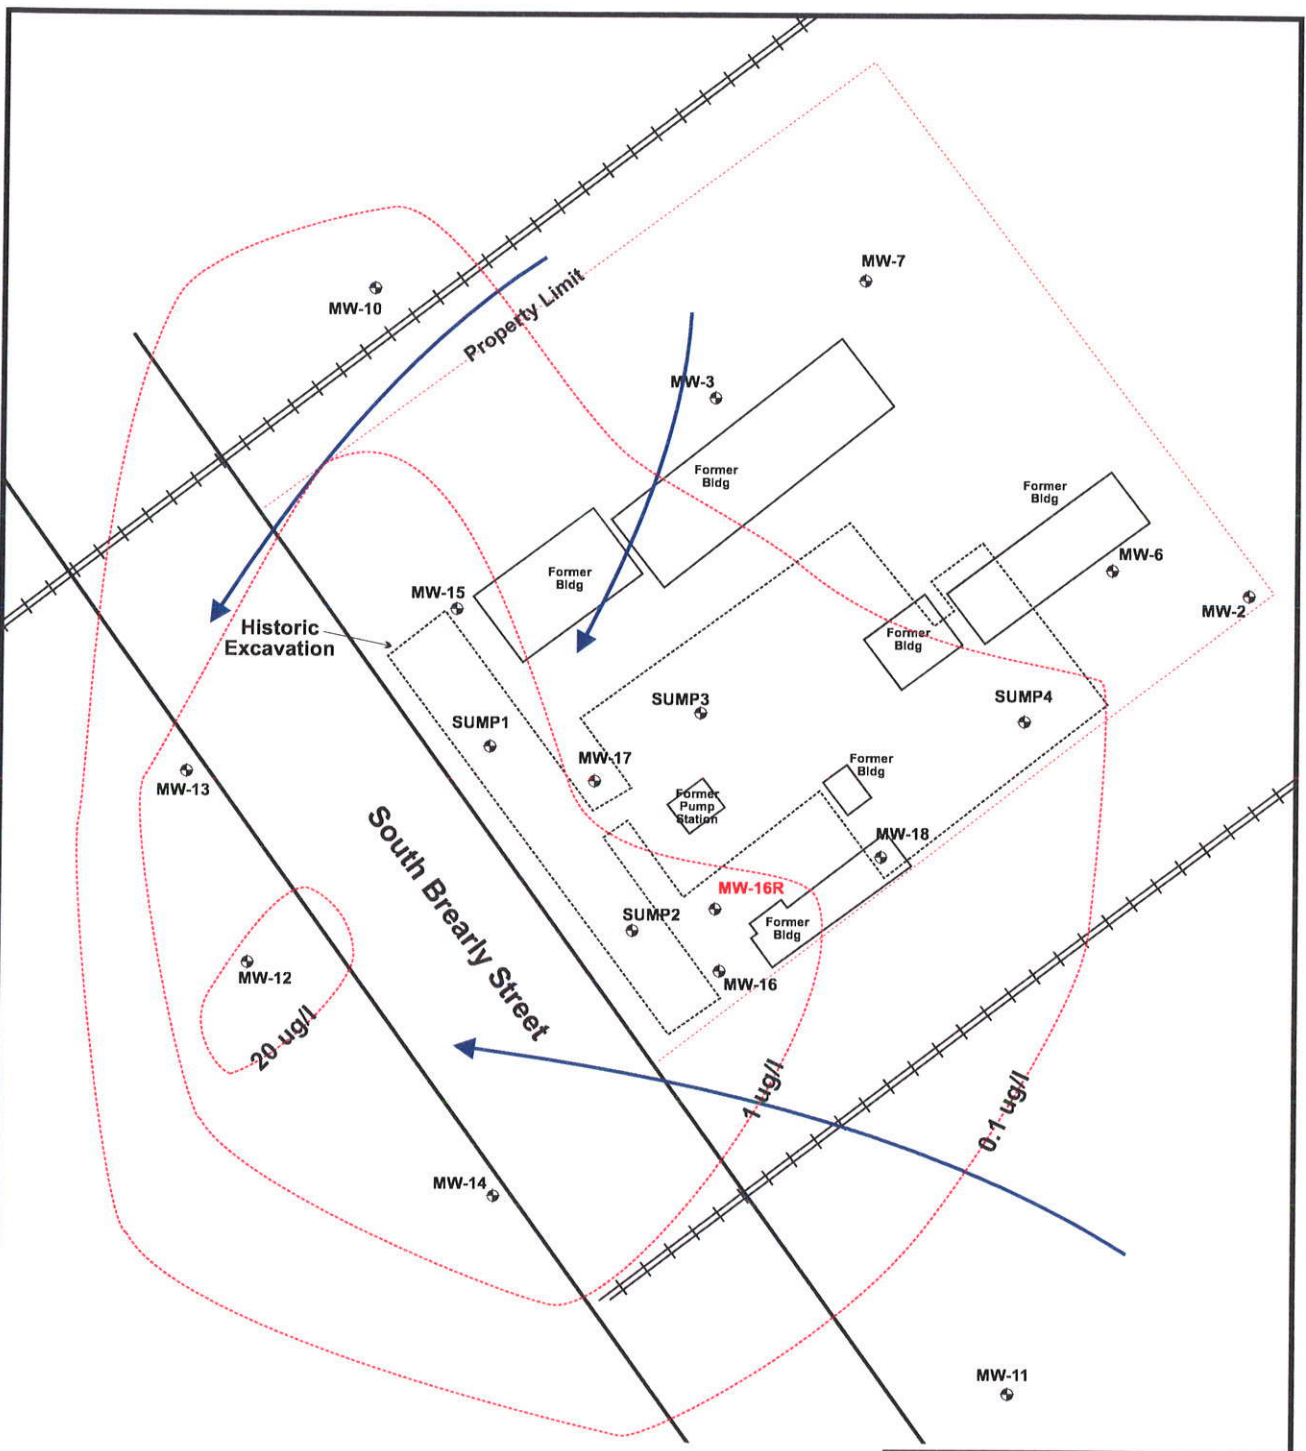 MW-7
MW-10
Property Limit
MW-3
Former
Bldg
Former
Bldg
MW-6
Former
Bldg
MW-15
MW-2
Historic
Excavation
Former
Bldg
SUMP3
SUMP4
SUMP1
MW-17
Former
Bldg
MW-13
Former
Pump
Station
South Brearly Street
MW-18
MW-16R
SUMP2
Former
Bldg
MW-12
MW-16
20 ug/l
1 ug/l
0.1 ug/l
MW-14
MW-11